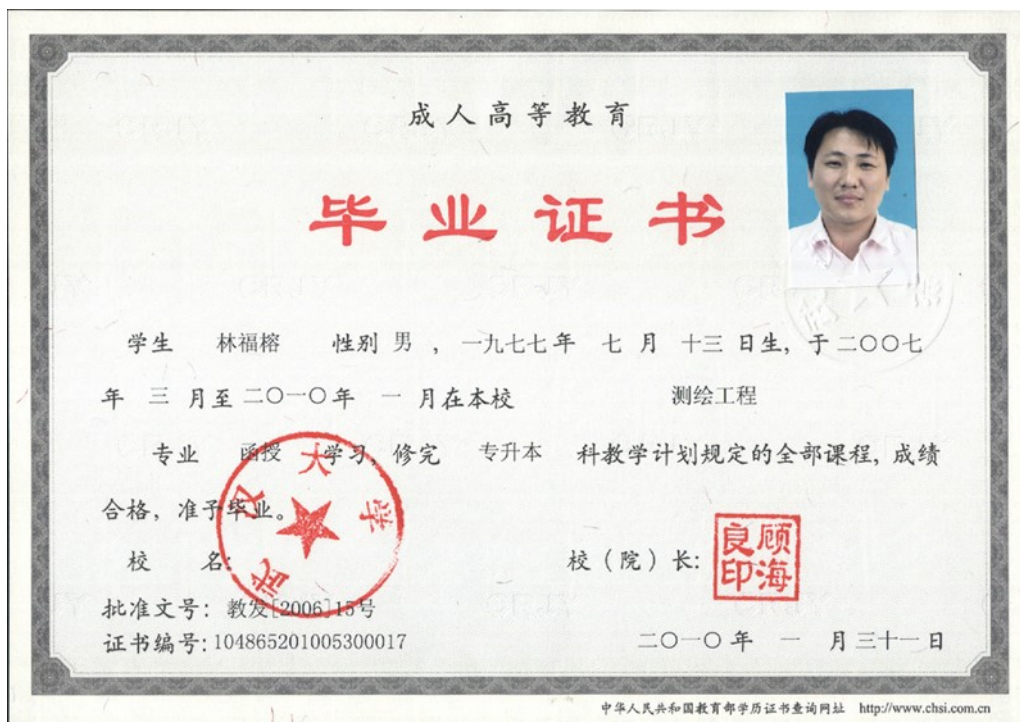 成人高等教育
毕业证书
学生 林福榕 性别 男 , 一九七七年 七 月 十三 日生, 于二〇〇七
年 三 月至二〇一〇年 一 月在本校 测绘工程
专业 函授 学习, 修完 专升本 科教学计划规定的全部课程, 成绩
合格, 准予毕业。
校 名: 校(院)长:
武汉大学
顾海良印
批准文号: 教发[2006]15号
证书编号: 104865201005300017 二〇一〇年 一 月三十一日
中华人民共和国教育部学历证书查询网址 http://www.chsi.com.cn